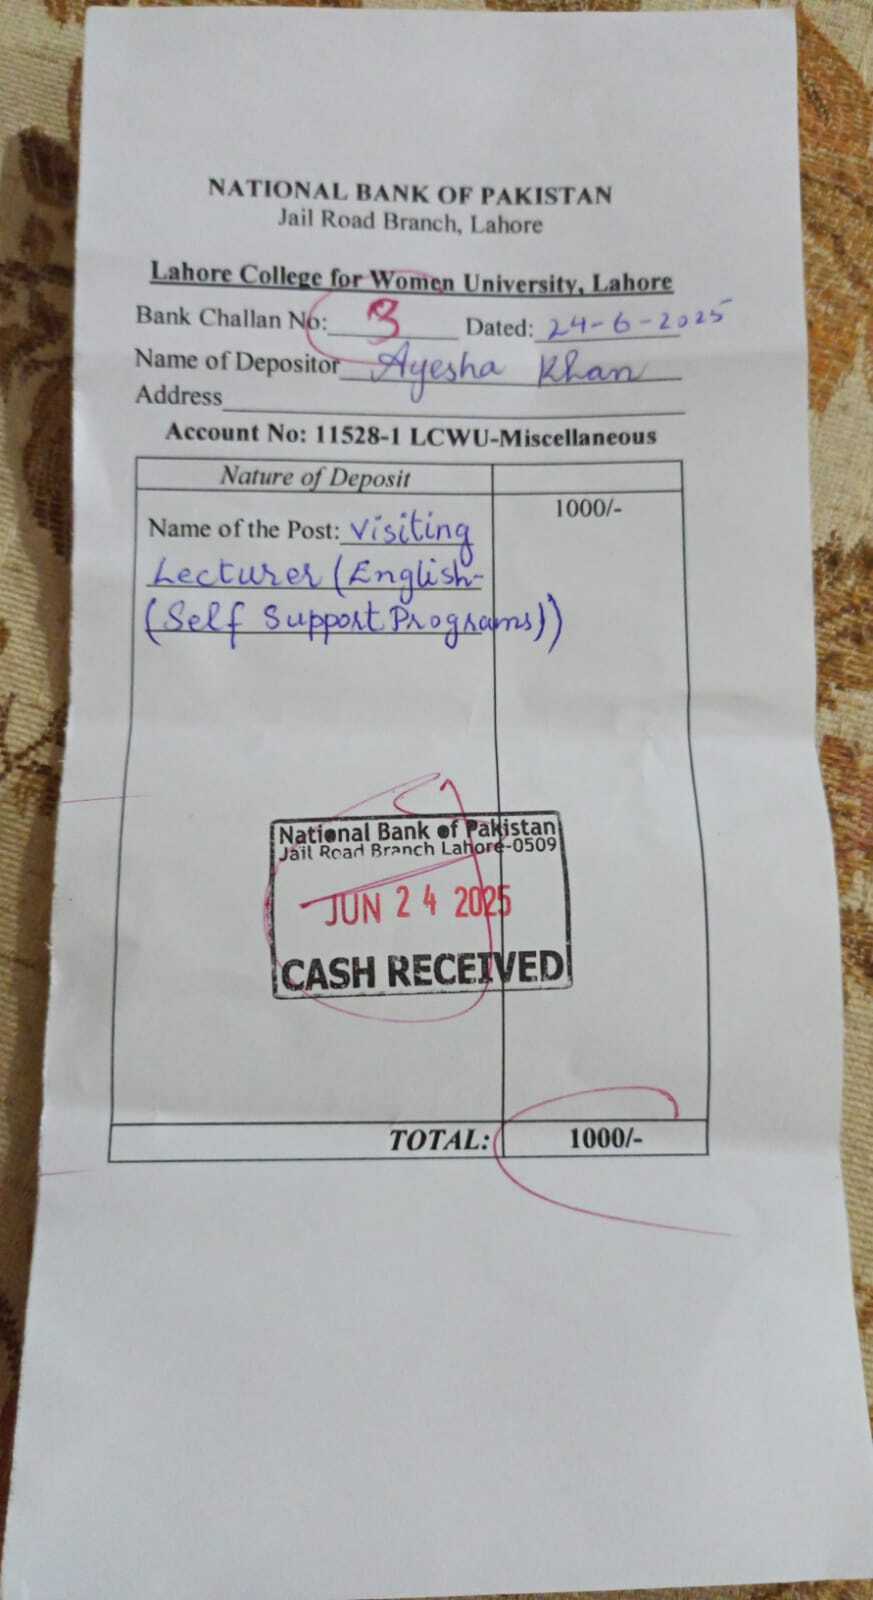 NATIONAL BANK OF PAKISTAN
Jail Road Branch, Lahore
Lahore College for Women University, Lahore
Bank Challan No: 3 Dated: 24-6-2025
Name of Depositor Ayesha Khan
Address
Account No: 11528-1 LCWU-Miscellaneous
Nature of Deposit
1000/-
Name of the Post: Visiting
Lecturer (English-
(Self Support Programs))
National Bank of Pakistan
Jail Road Branch Lahore-0509
JUN 24 2025
CASH RECEIVED
TOTAL: 1000/-